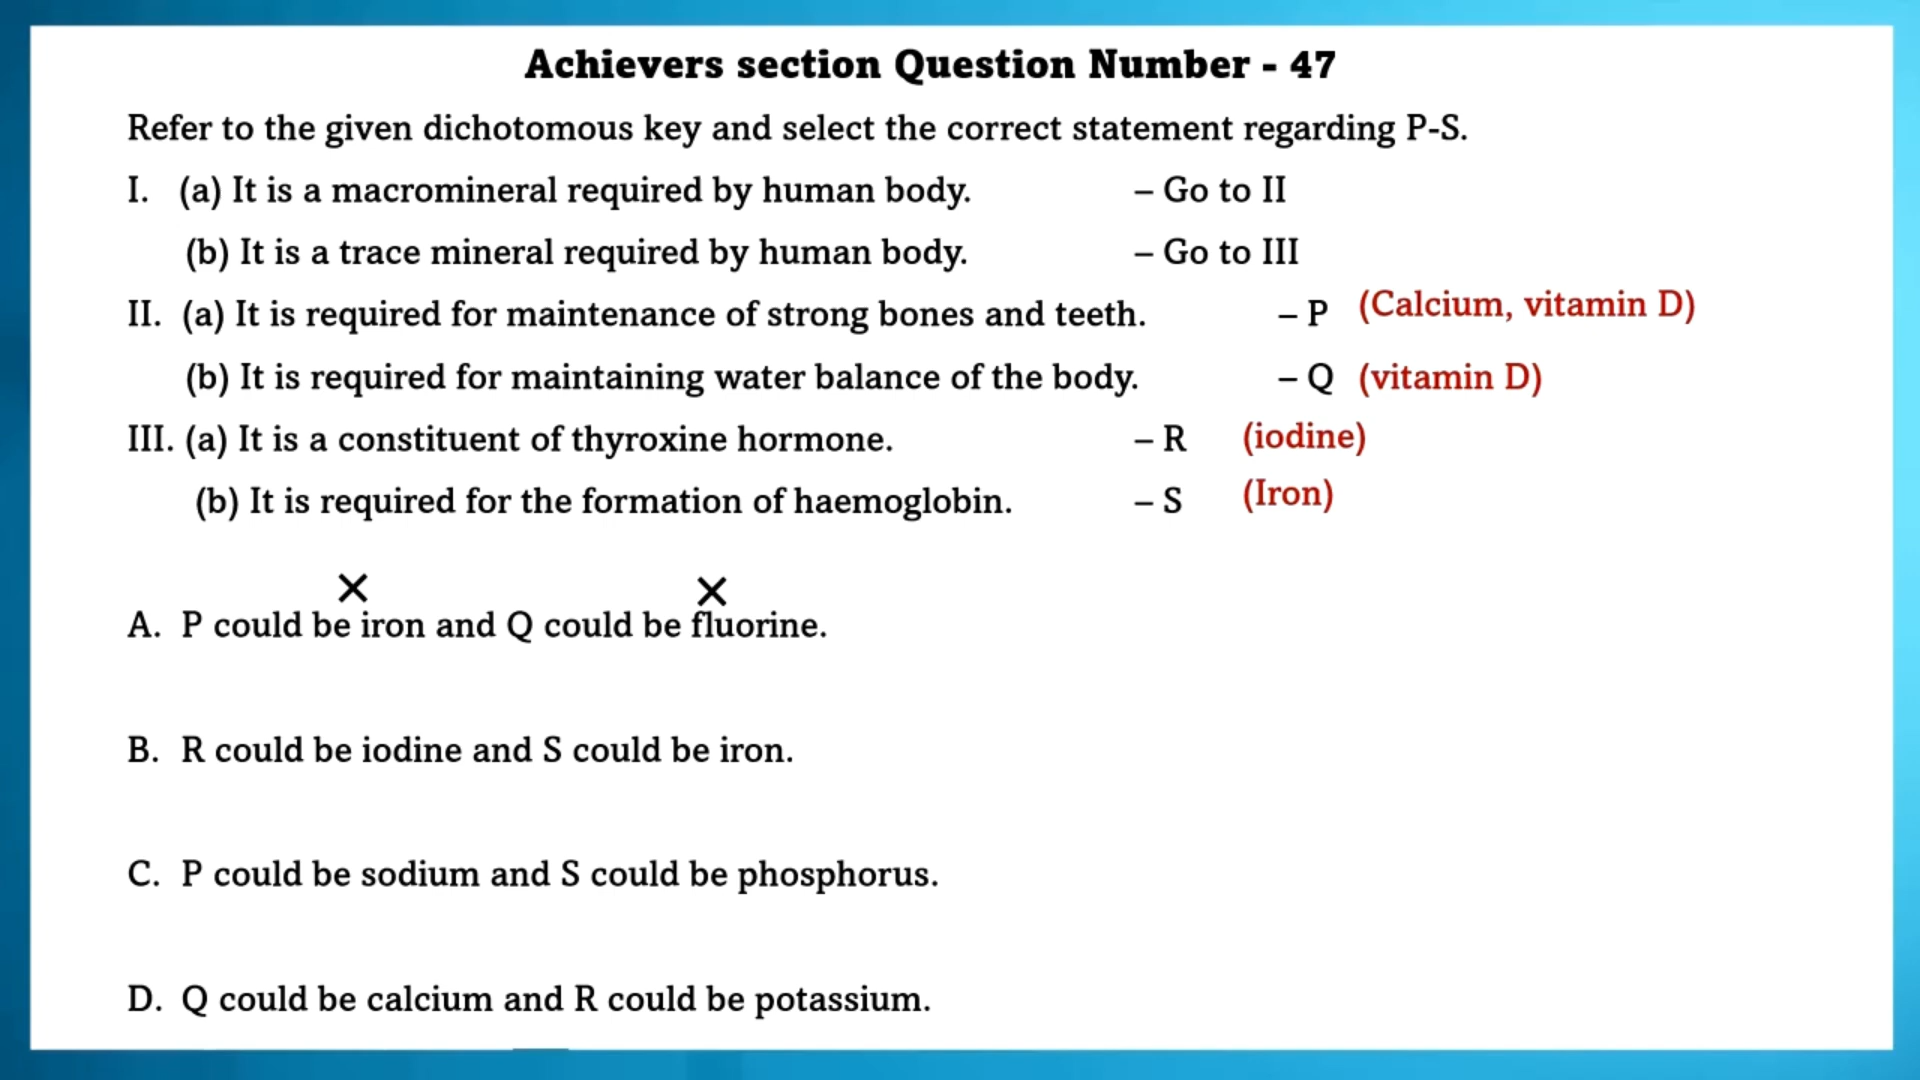 Achievers section Question Number - 47
Refer to the given dichotomous key and select the correct statement regarding P-S.
I. (a) It is a macromineral required by human body. – Go to II
(b) It is a trace mineral required by human body. – Go to III
II. (a) It is required for maintenance of strong bones and teeth. – P (Calcium, vitamin D)
(b) It is required for maintaining water balance of the body. – Q (vitamin D)
III. (a) It is a constituent of thyroxine hormone. – R (iodine)
(b) It is required for the formation of haemoglobin. – S (Iron)
× ×
A. P could be iron and Q could be fluorine.
B. R could be iodine and S could be iron.
C. P could be sodium and S could be phosphorus.
D. Q could be calcium and R could be potassium.